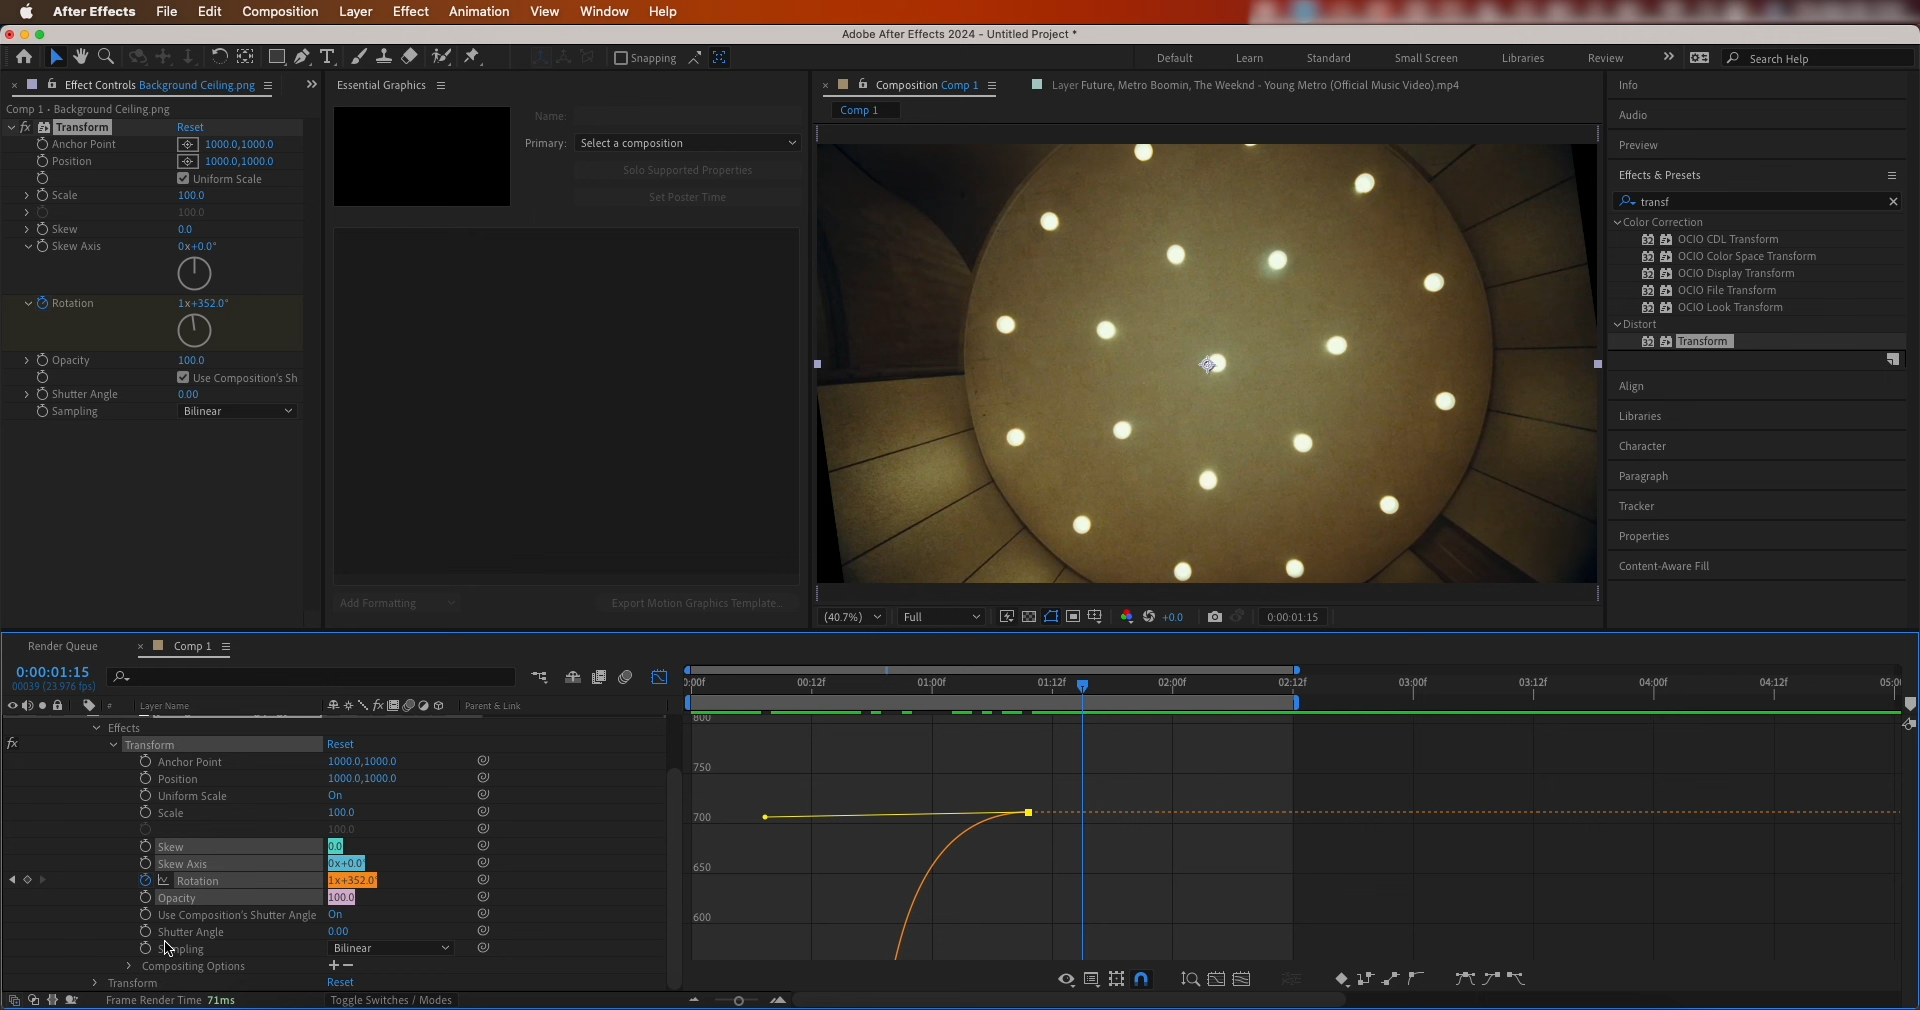 After Effects File Edit Composition Layer Effect Animation View Window Help
Adobe After Effects 2024 - Untitled Project *
Snapping Default Learn Standard Small Screen Libraries Review Search Help
Effect Controls Background Ceiling.png
Comp 1 • Background Ceiling.png
fx Transform Reset
Anchor Point 1000.0,1000.0
Position 1000.0,1000.0
Uniform Scale
Scale 100.0
100.0
Skew 0.0
Skew Axis 0x+0.0°
Rotation 1x+352.0°
Opacity 100.0
Use Composition's Sh
Shutter Angle 0.00
Sampling Bilinear
Essential Graphics
Name:
Primary: Select a composition
Solo Supported Properties
Set Poster Time
Add Formatting Export Motion Graphics Template...
Composition Comp 1 Layer Future, Metro Boomin, The Weeknd - Young Metro (Official Music Video).mp4
Comp 1
(40.7%) Full +0.0 0:00:01:15
Info
Audio
Preview
Effects & Presets
transf
Color Correction
32 OCIO CDL Transform
32 OCIO Color Space Transform
32 OCIO Display Transform
32 OCIO File Transform
32 OCIO Look Transform
Distort
32 Transform
Align
Libraries
Character
Paragraph
Tracker
Properties
Content-Aware Fill
Render Queue Comp 1
0:00:01:15
00039 (23.976 fps)
# Layer Name fx Parent & Link
Effects
fx Transform Reset
Anchor Point 1000.0,1000.0
Position 1000.0,1000.0
Uniform Scale On
Scale 100.0
100.0
Skew 0.0
Skew Axis 0x+0.0°
Rotation 1x+352.0°
Opacity 100.0
Use Composition's Shutter Angle On
Shutter Angle 0.00
Sampling Bilinear
Compositing Options + −
Transform Reset
Frame Render Time 71ms Toggle Switches / Modes
:00f 00:12f 01:00f 01:12f 02:00f 02:12f 03:00f 03:12f 04:00f 04:12f 05:0
800
750
700
650
600